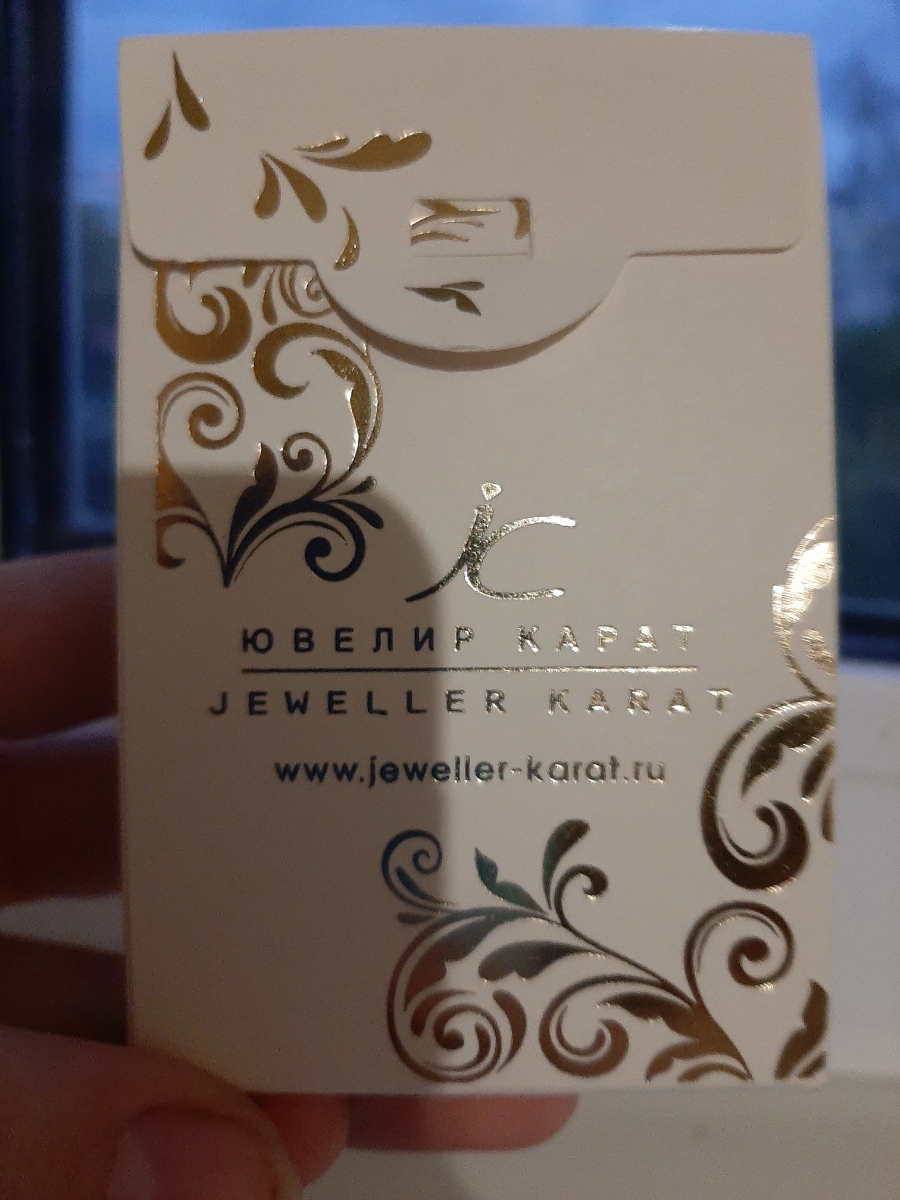 ЮВЕЛИР КАРАТ
JEWELLER KARAT
www.jeweller-karat.ru